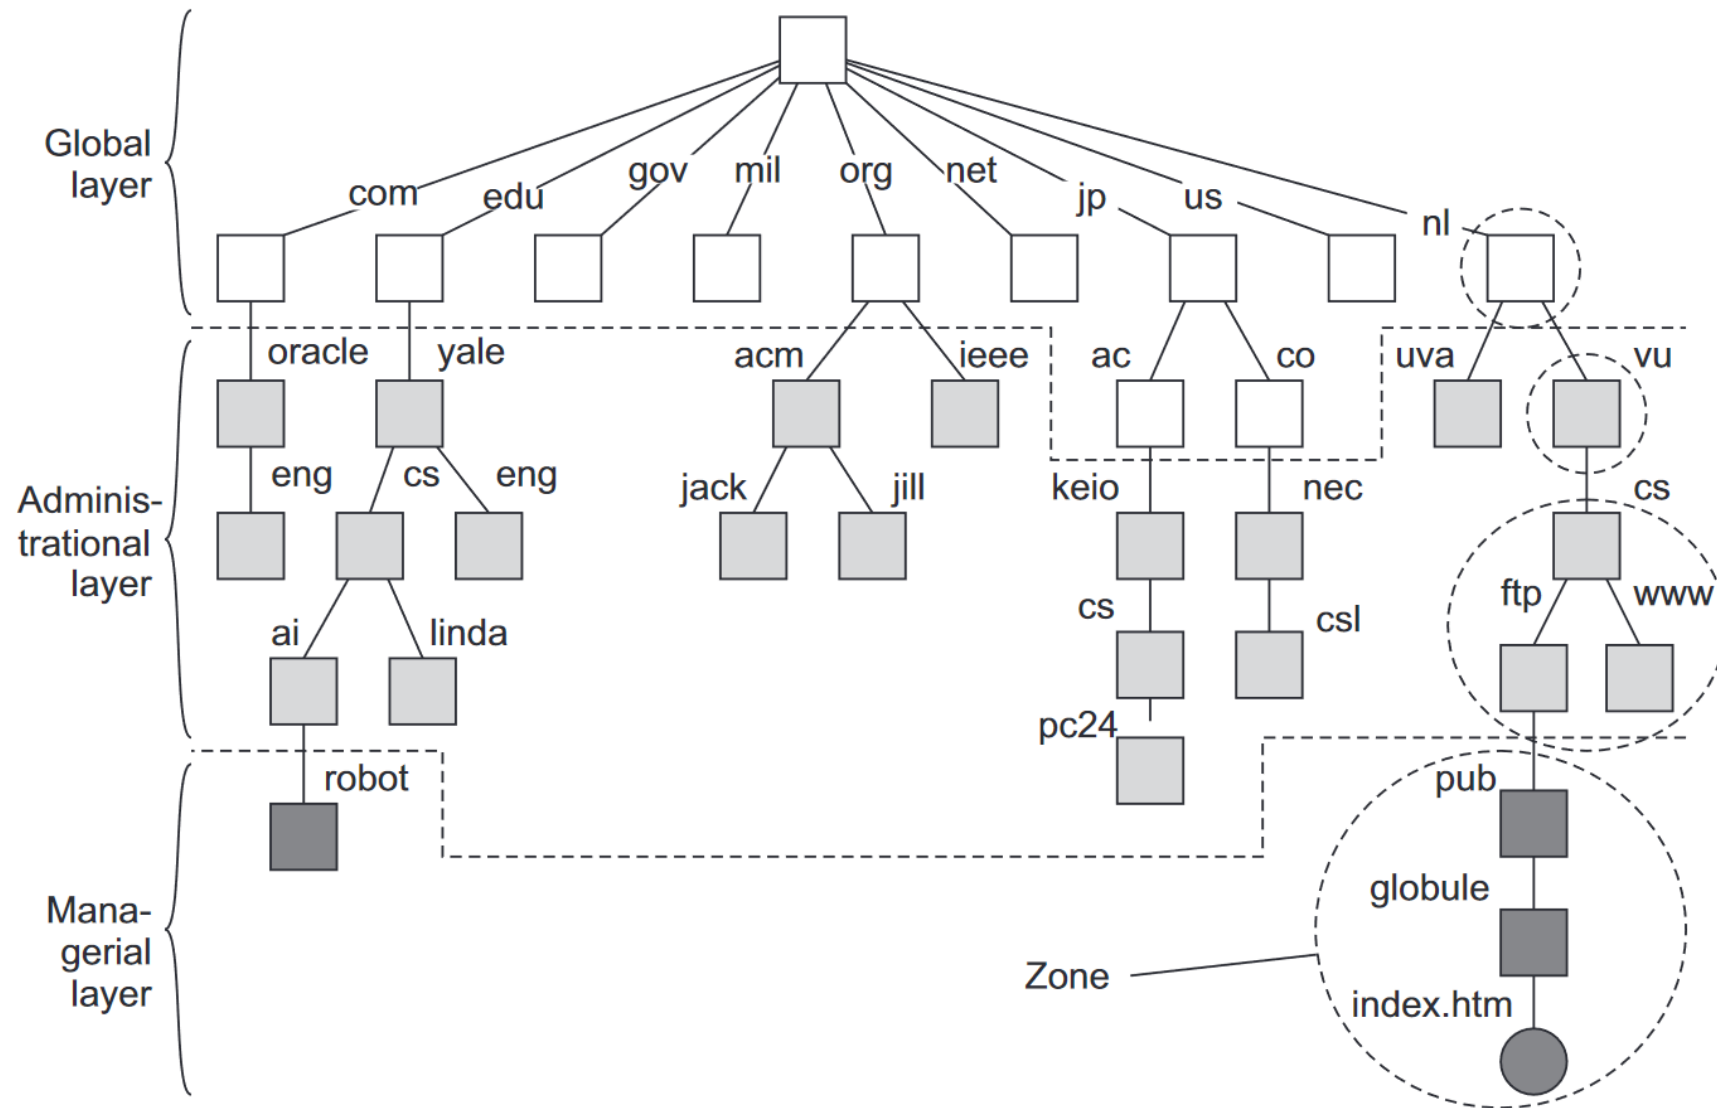 Global
layer
com
edu
gov
mil
org
net
jp
us
nl
oracle
yale
acm
ieee
ac
co
uva
vu
Adminis-
trational
layer
eng
cs
eng
jack
jill
keio
nec
cs
ai
linda
cs
csl
ftp
www
pc24
robot
pub
Mana-
gerial
layer
globule
Zone
index.htm